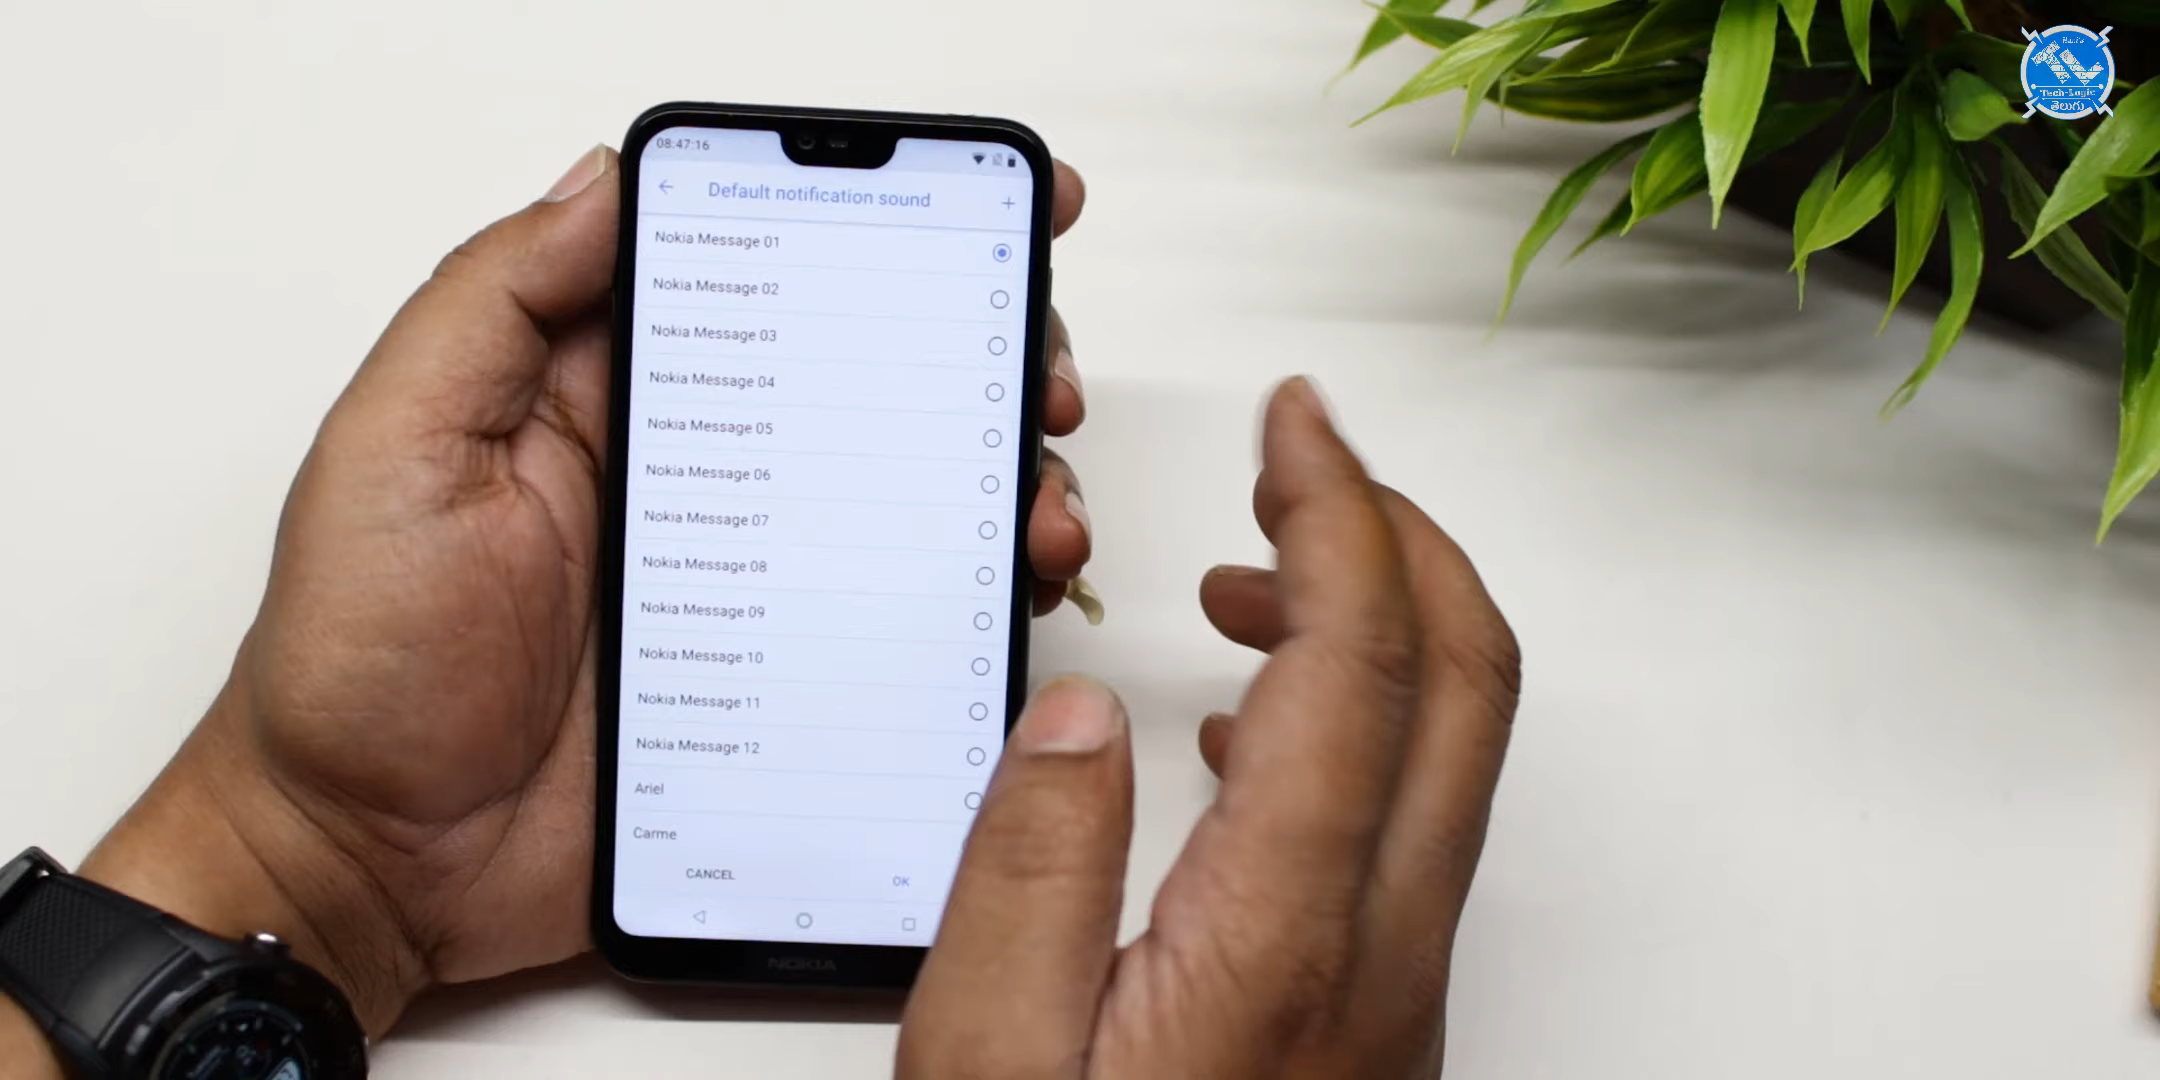 08:47:16
Default notification sound
Nokia Message 01
Nokia Message 02
Nokia Message 03
Nokia Message 04
Nokia Message 05
Nokia Message 06
Nokia Message 07
Nokia Message 08
Nokia Message 09
Nokia Message 10
Nokia Message 11
Nokia Message 12
Ariel
Carme
CANCEL OK
NOKIA
Tech-Logic
తెలుగు